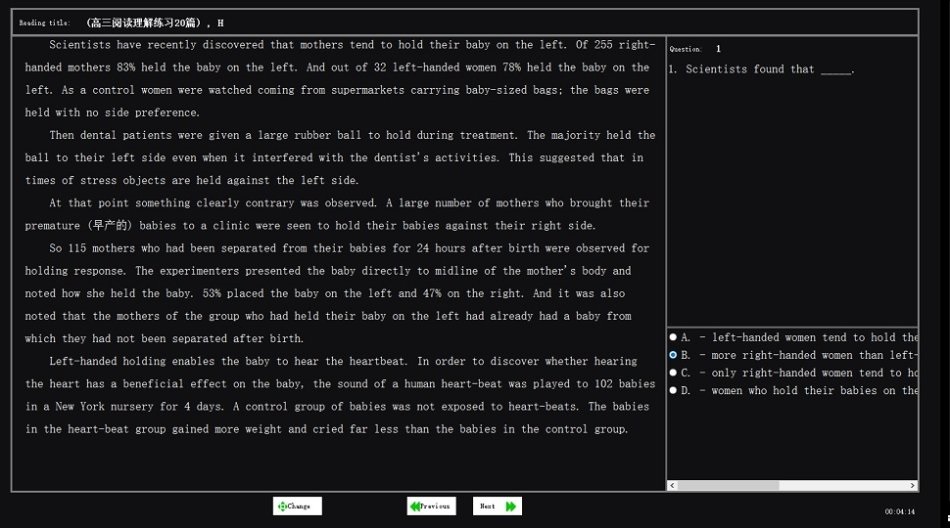 Reading title: (高三阅读理解练习20篇), H
Scientists have recently discovered that mothers tend to hold their baby on the left. Of 255 right-
handed mothers 83% held the baby on the left. And out of 32 left-handed women 78% held the baby on the
left. As a control women were watched coming from supermarkets carrying baby-sized bags; the bags were
held with no side preference.
Then dental patients were given a large rubber ball to hold during treatment. The majority held the
ball to their left side even when it interfered with the dentist's activities. This suggested that in
times of stress objects are held against the left side.
At that point something clearly contrary was observed. A large number of mothers who brought their
premature (早产的) babies to a clinic were seen to hold their babies against their right side.
So 115 mothers who had been separated from their babies for 24 hours after birth were observed for
holding response. The experimenters presented the baby directly to midline of the mother's body and
noted how she held the baby. 53% placed the baby on the left and 47% on the right. And it was also
noted that the mothers of the group who had held their baby on the left had already had a baby from
which they had not been separated after birth.
Left-handed holding enables the baby to hear the heartbeat. In order to discover whether hearing
the heart has a beneficial effect on the baby, the sound of a human heart-beat was played to 102 babies
in a New York nursery for 4 days. A control group of babies was not exposed to heart-beats. The babies
in the heart-beat group gained more weight and cried far less than the babies in the control group.
Question: 1
1. Scientists found that _____.
A. - left-handed women tend to hold the
B. - more right-handed women than left-
C. - only right-handed women tend to ho
D. - women who hold their babies on the
Change
Previous
Next
00:04:14